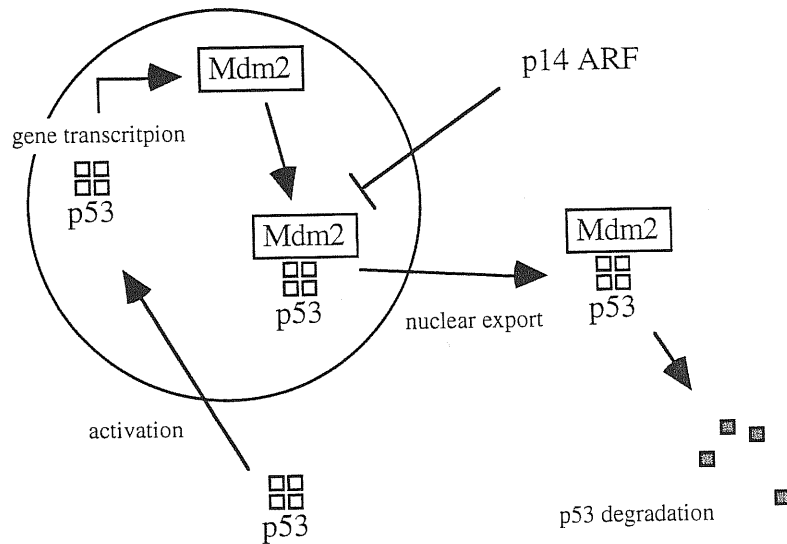 Mdm2
p14 ARF
gene transcritpion
p53
Mdm2
p53
Mdm2
p53
nuclear export
activation
p53
p53 degradation